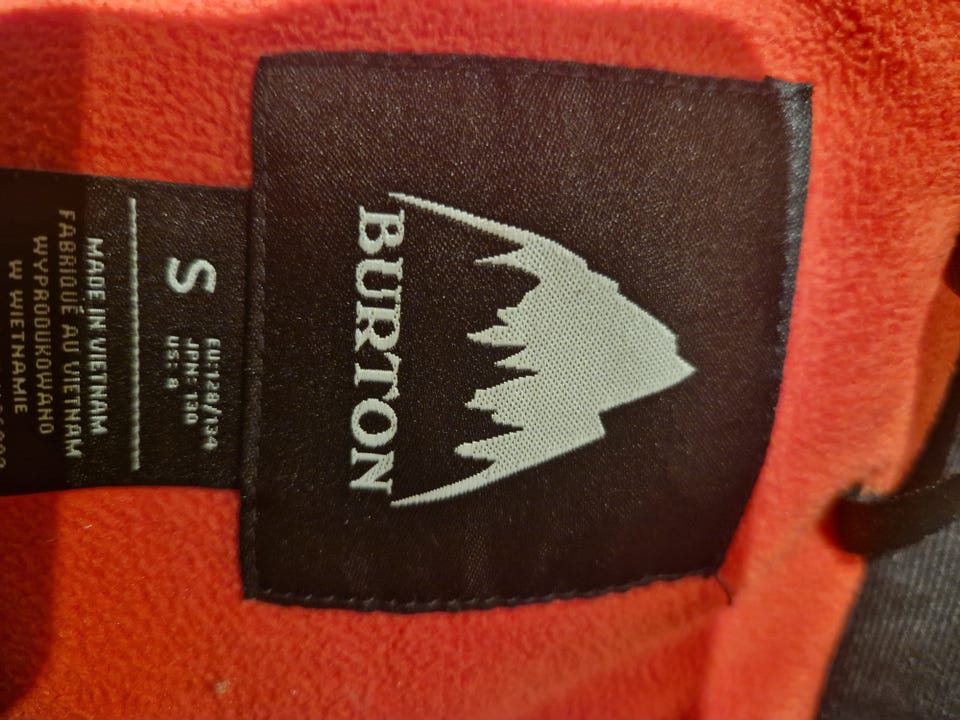 BURTON
S
EU: 128/134
JPN: 130
US: 8
MADE IN VIETNAM
FABRIQUÉ AU VIETNAM
WYPRODUKOWANO
W WIETNAMIE